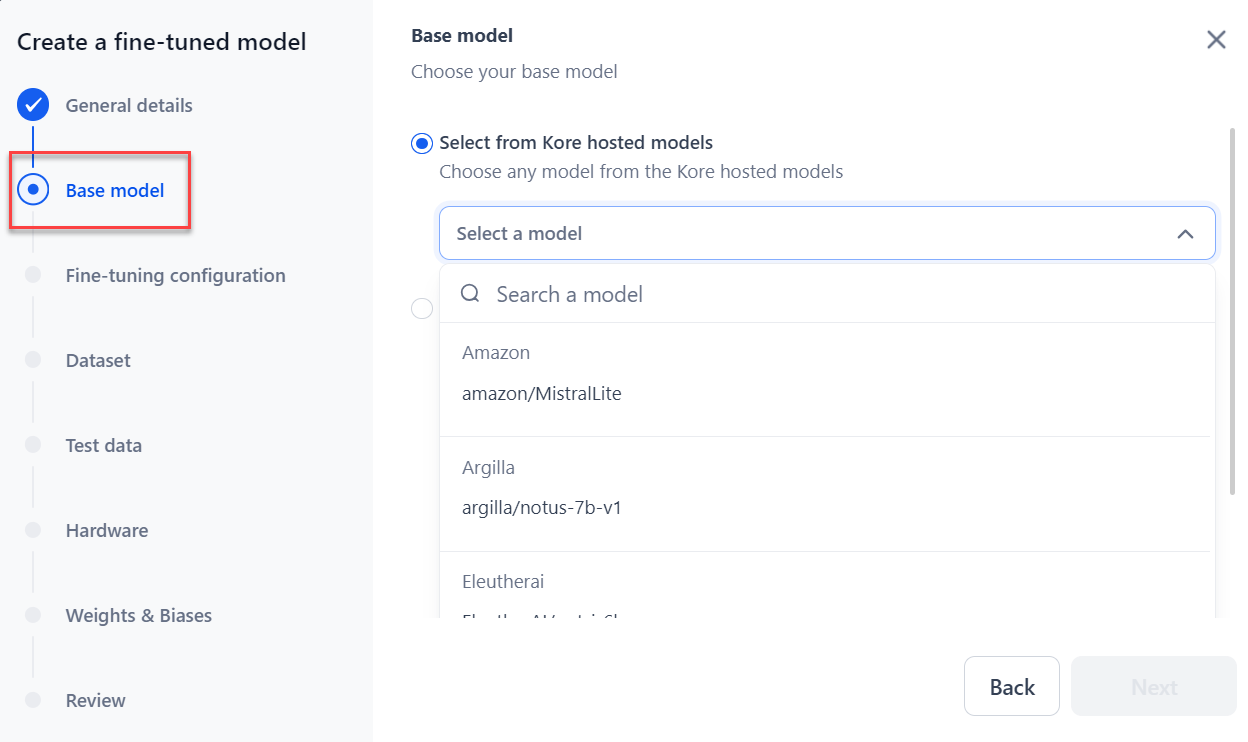 Create a fine-tuned model
General details
Base model
Fine-tuning configuration
Dataset
Test data
Hardware
Weights & Biases
Review
Base model
Choose your base model
Select from Kore hosted models
Choose any model from the Kore hosted models
Select a model
Search a model
Amazon
amazon/MistralLite
Argilla
argilla/notus-7b-v1
Eleutherai
Back
Next